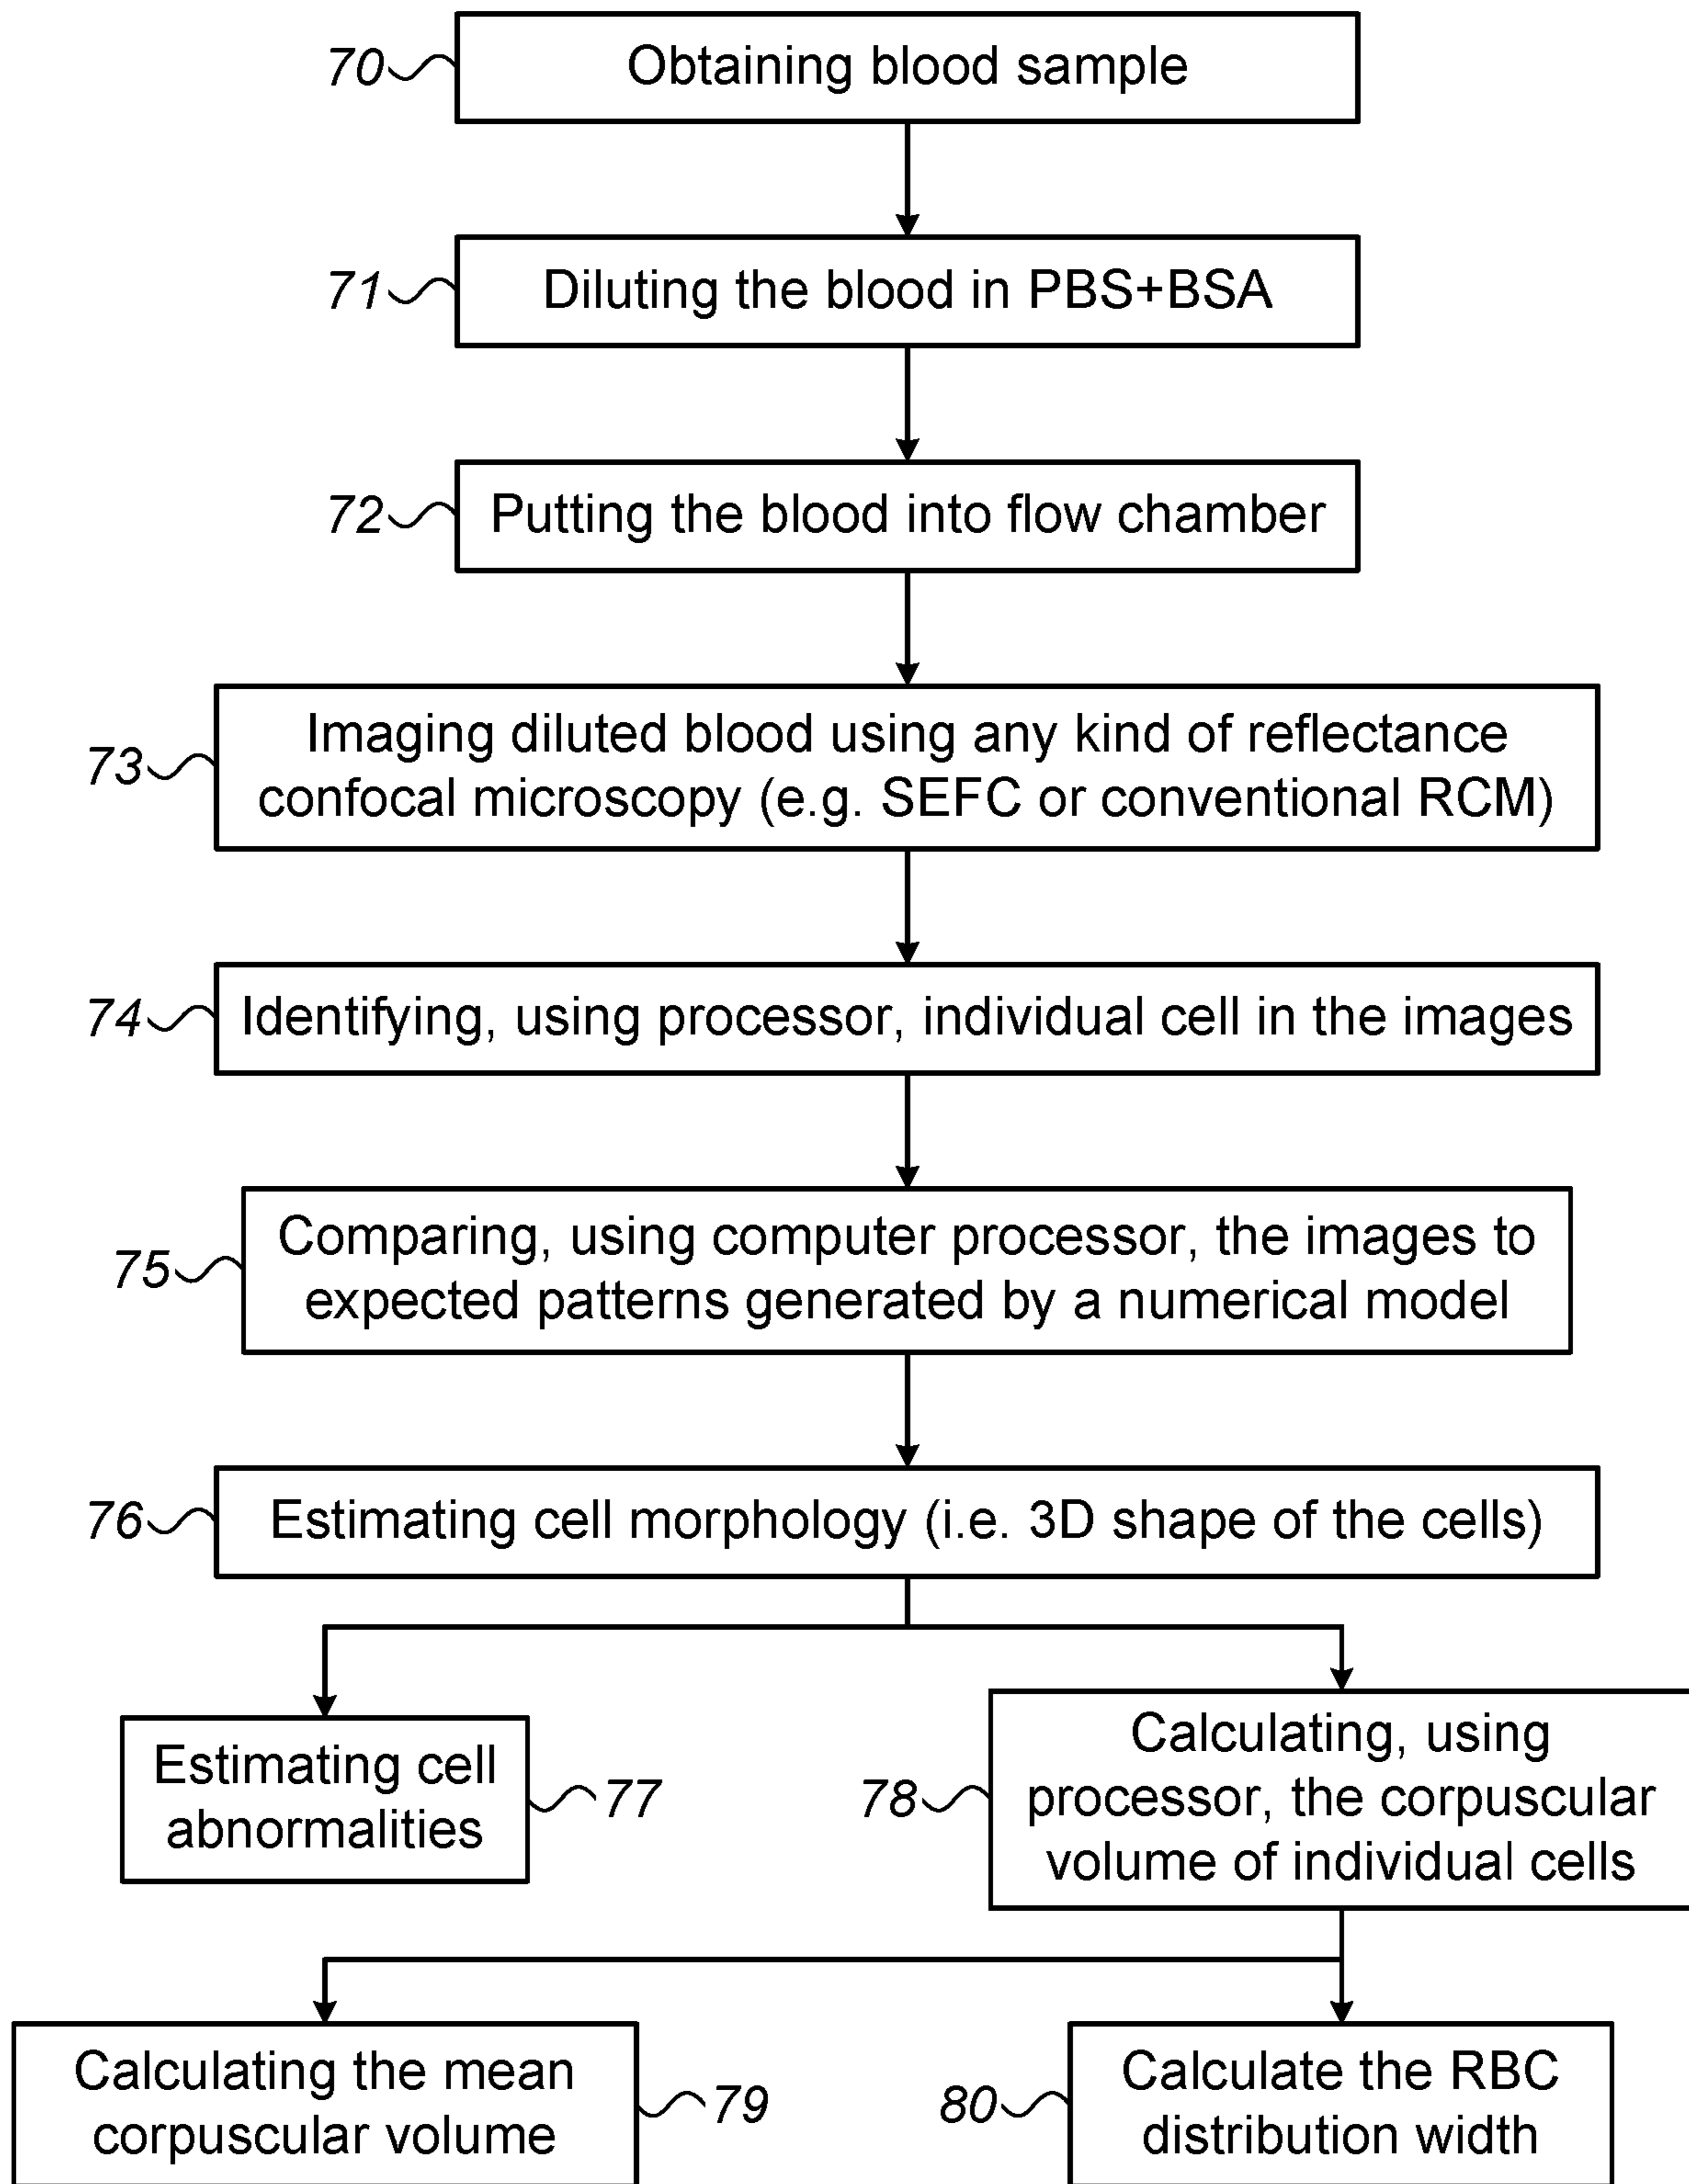 70
Obtaining blood sample
71
Diluting the blood in PBS+BSA
72
Putting the blood into flow chamber
73
Imaging diluted blood using any kind of reflectance
confocal microscopy (e.g. SEFC or conventional RCM)
74
Identifying, using processor, individual cell in the images
75
Comparing, using computer processor, the images to
expected patterns generated by a numerical model
76
Estimating cell morphology (i.e. 3D shape of the cells)
Estimating cell
abnormalities
77
78
Calculating, using
processor, the corpuscular
volume of individual cells
Calculating the mean
corpuscular volume
79
80
Calculate the RBC
distribution width